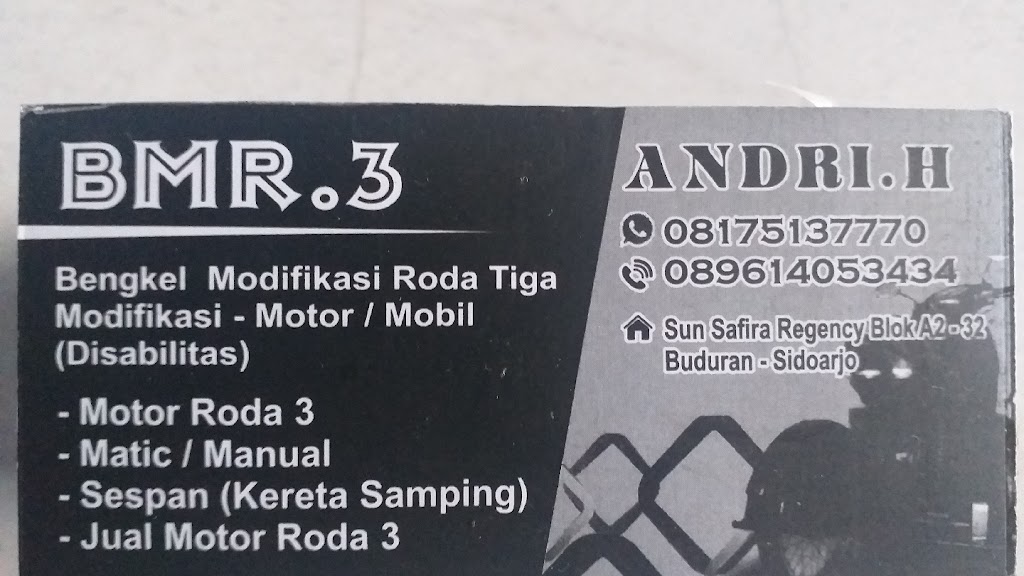 BMR.3
Bengkel Modifikasi Roda Tiga
Modifikasi - Motor / Mobil
(Disabilitas)
- Motor Roda 3
- Matic / Manual
- Sespan (Kereta Samping)
- Jual Motor Roda 3
ANDRI.H
08175137770
089614053434
Sun Safira Regency Blok A2 - 32
Buduran - Sidoarjo